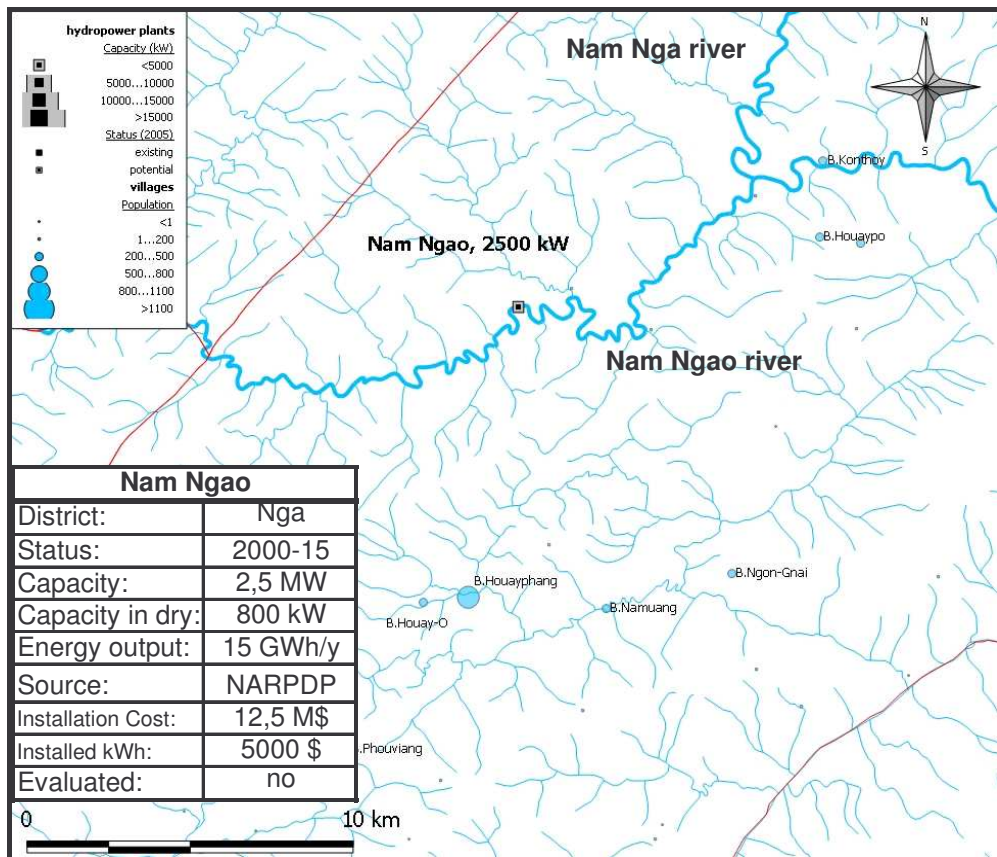 hydropower plants
Capacity (kW)
<5000
5000...10000
10000...15000
>15000
Status (2005)
existing
potential
villages
Population
<1
1...200
200...500
500...800
800...1100
>1100
Nam Nga river
N
S
B.Konthoy
B.Houaypo
Nam Ngao, 2500 kW
Nam Ngao river
Nam Ngao
District: Nga
Status: 2000-15
Capacity: 2,5 MW
Capacity in dry: 800 kW
Energy output: 15 GWh/y
Source: NARPDP
Installation Cost: 12,5 M$
Installed kWh: 5000 $
Evaluated: no
B.Houayphang
B.Houay-O
B.Namuang
B.Ngon-Gnai
.Phouviang
0 10 km